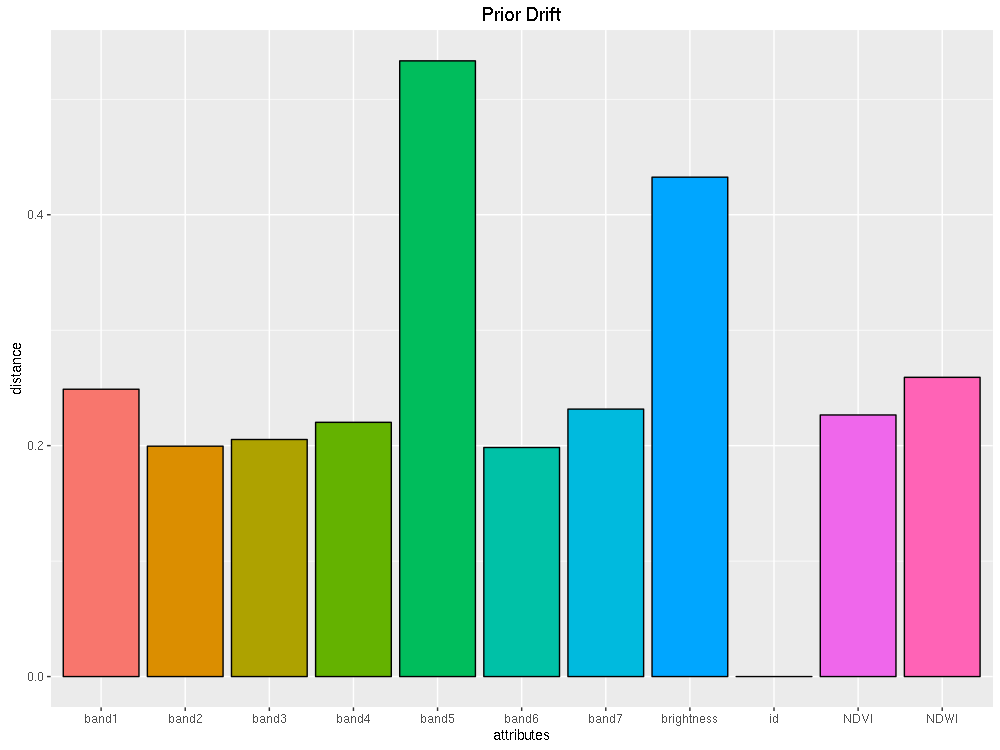 Prior Drift
distance
0.4
0.2
0.0
band1 band2 band3 band4 band5 band6 band7 brightness id NDVI NDWI
attributes